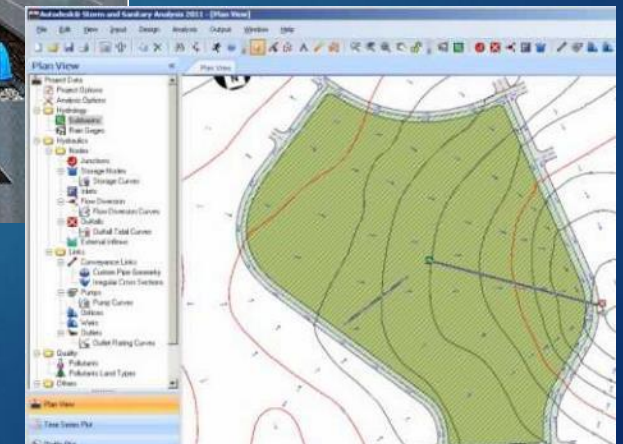 Autodesk® Storm and Sanitary Analysis 2011 - [Plan View]
File Edit View Input Design Analysis Output Window Help
Plan View
Plan View
Project Data
Project Options
Analysis Options
Hydrology
Subbasins
Rain Gages
Hydraulics
Nodes
Junctions
Storage Nodes
Storage Curves
Inlets
Flow Diversion
Flow Diversion Curves
Outfalls
Outfall Tidal Curves
External Inflows
Links
Conveyance Links
Custom Pipe Geometry
Irregular Cross Sections
Pumps
Pump Curves
Orifices
Weirs
Outlets
Outlet Rating Curves
Quality
Pollutants
Pollutants Land Types
Others
Plan View
Time Series Plot